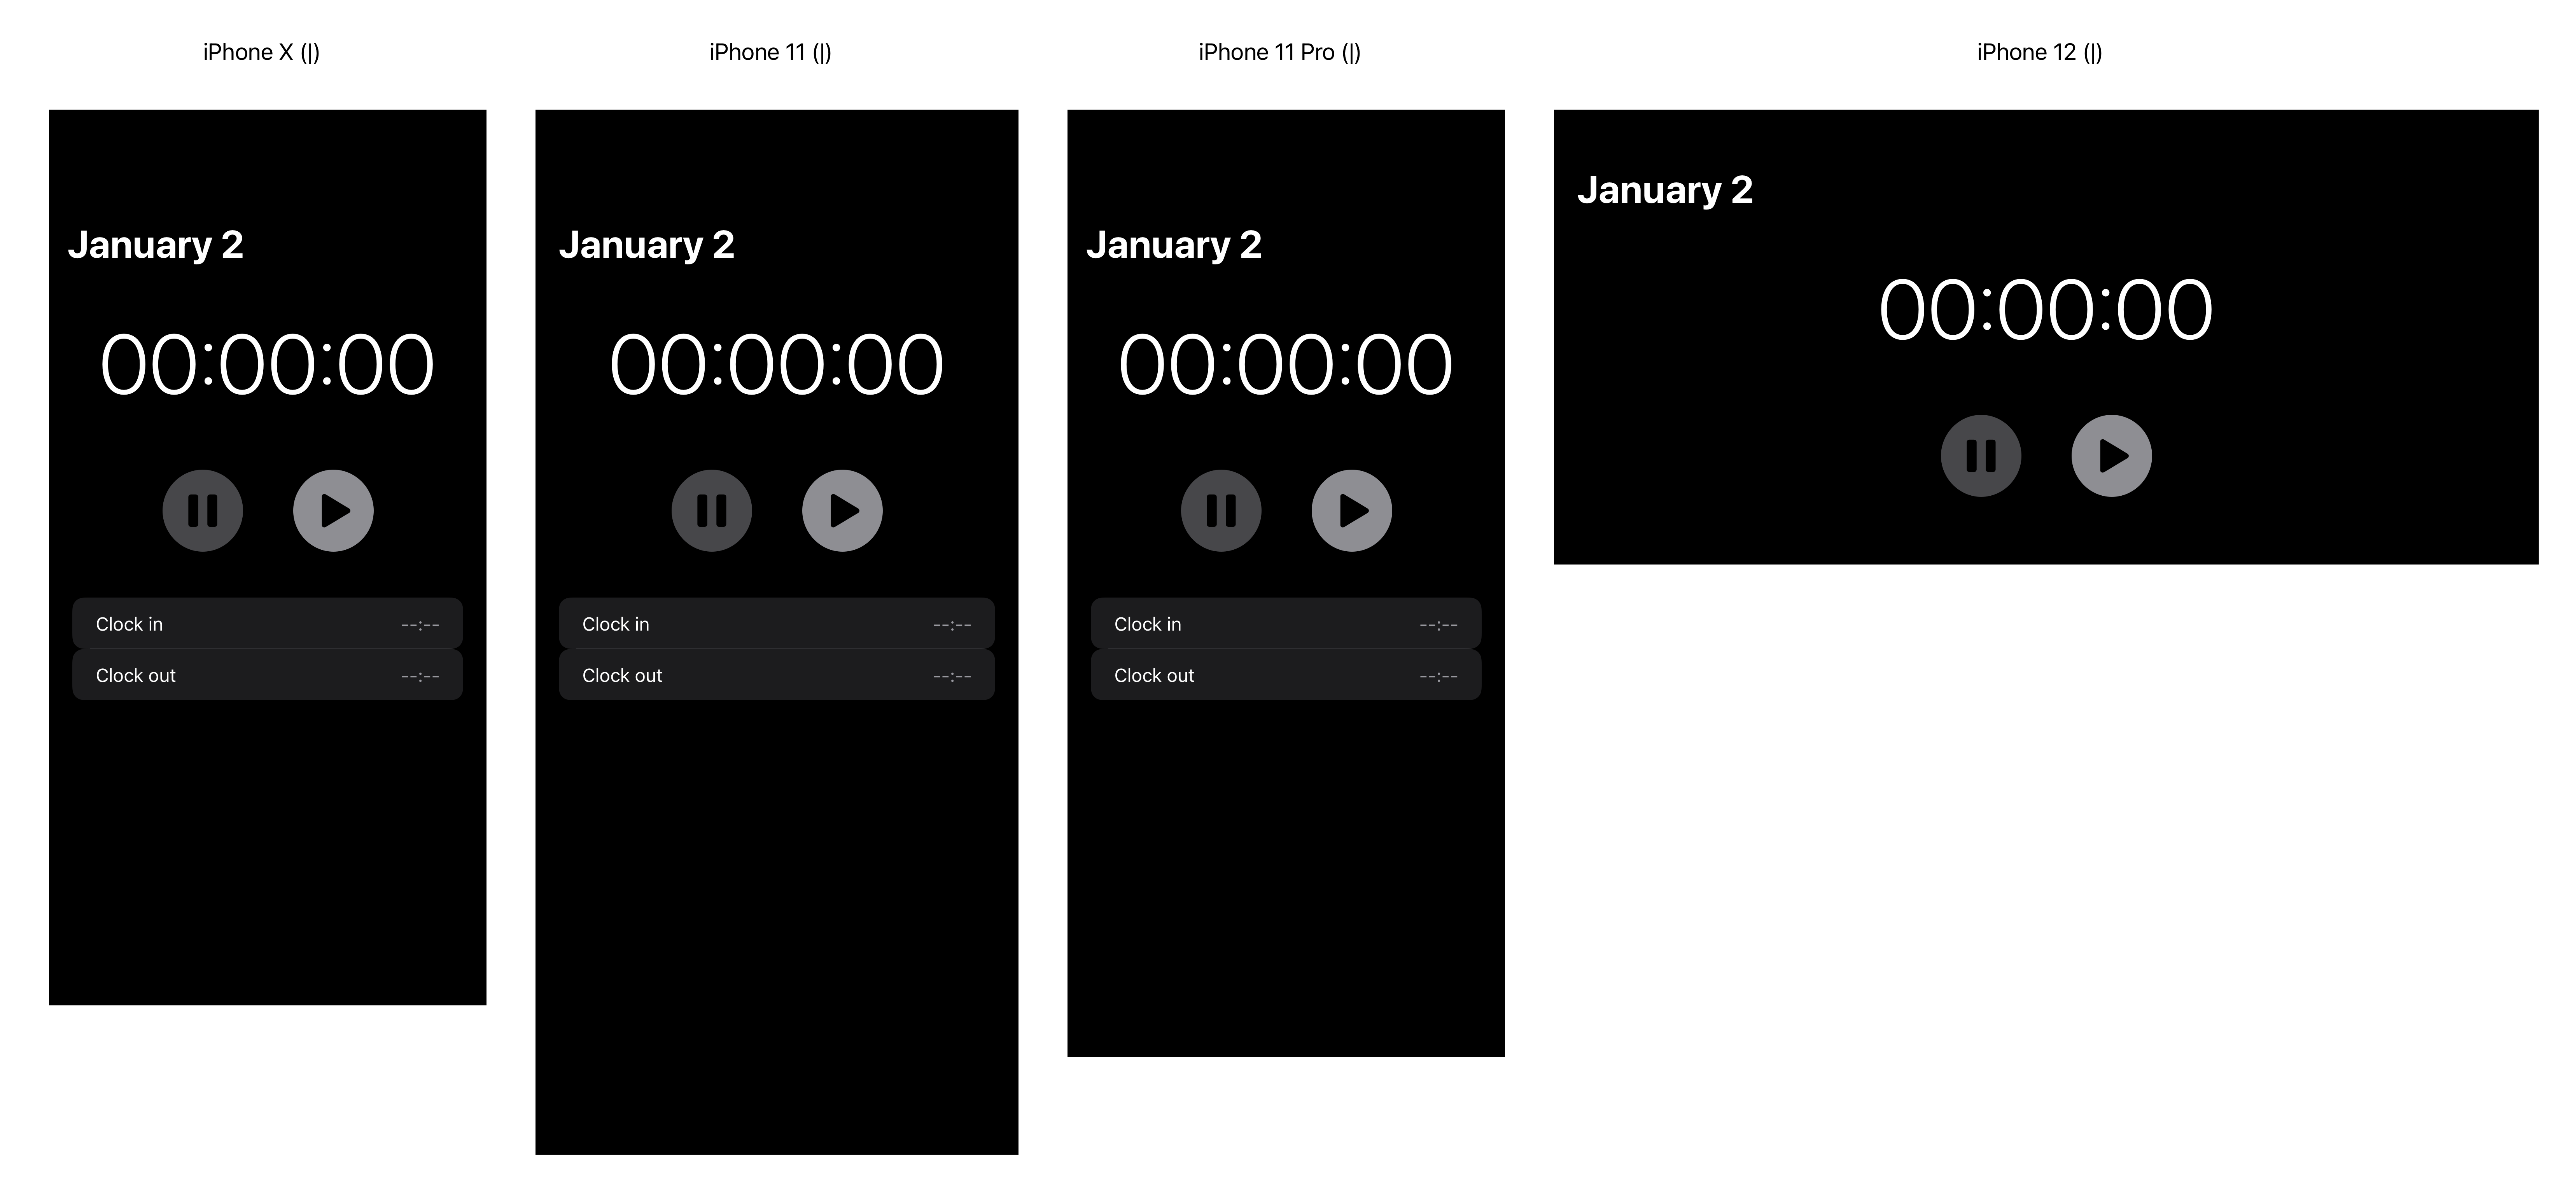 iPhone X (|)
January 2
00:00:00
Clock in --:--
Clock out --:--
iPhone 11 (|)
January 2
00:00:00
Clock in --:--
Clock out --:--
iPhone 11 Pro (|)
January 2
00:00:00
Clock in --:--
Clock out --:--
iPhone 12 (|)
January 2
00:00:00